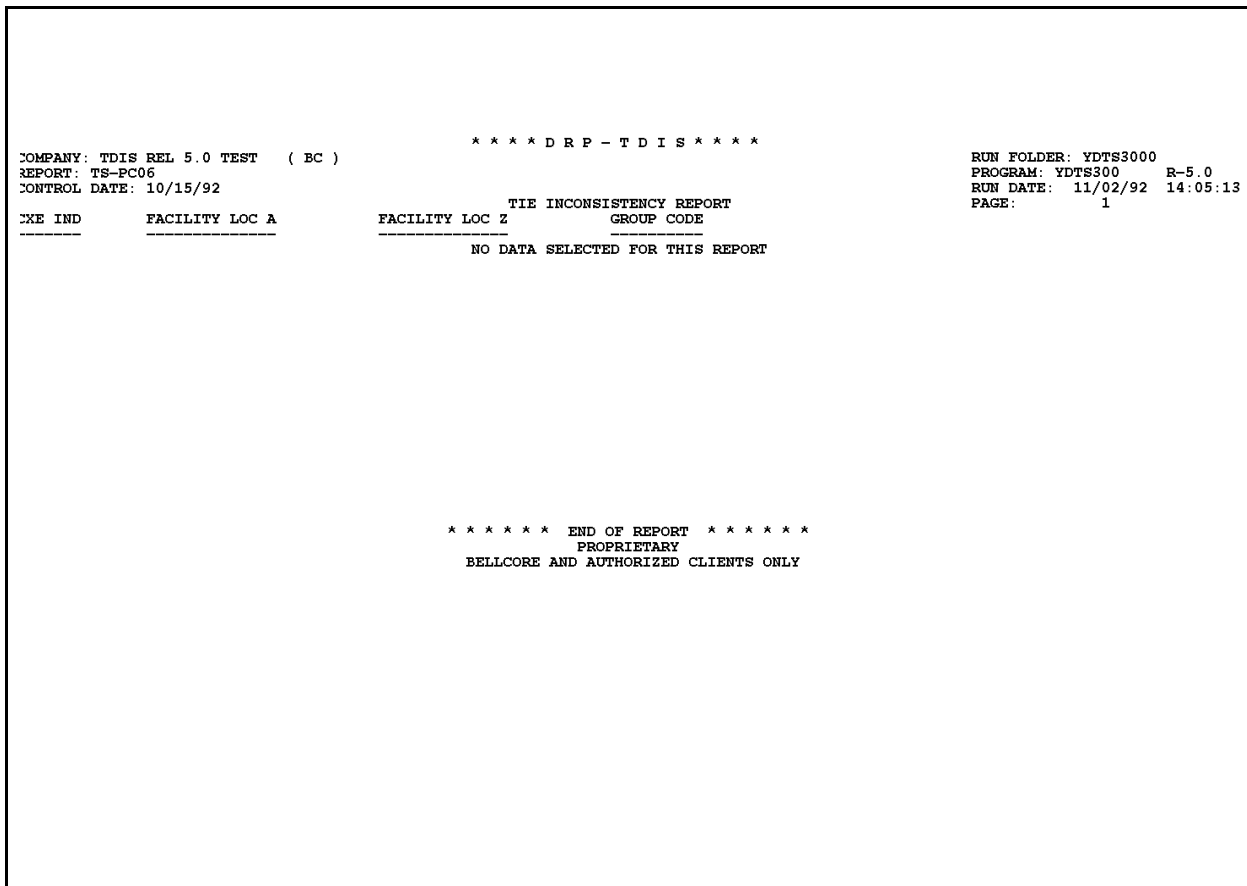 * * * * D R P - T D I S * * * *
COMPANY: TDIS REL 5.0 TEST ( BC ) RUN FOLDER: YDTS3000
REPORT: TS-PC06 PROGRAM: YDTS300 R-5.0
CONTROL DATE: 10/15/92 RUN DATE: 11/02/92 14:05:13
TIE INCONSISTENCY REPORT PAGE: 1
IND FACILITY LOC A FACILITY LOC Z GROUP CODE
NO DATA SELECTED FOR THIS REPORT
* * * * * * END OF REPORT * * * * * *
PROPRIETARY
BELLCORE AND AUTHORIZED CLIENTS ONLY